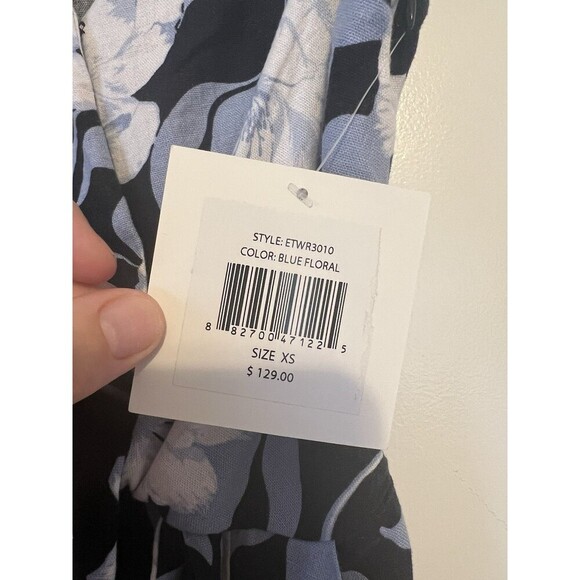 STYLE: ETWR3010
COLOR: BLUE FLORAL
8 82700 47122 5
SIZE XS
$ 129.00